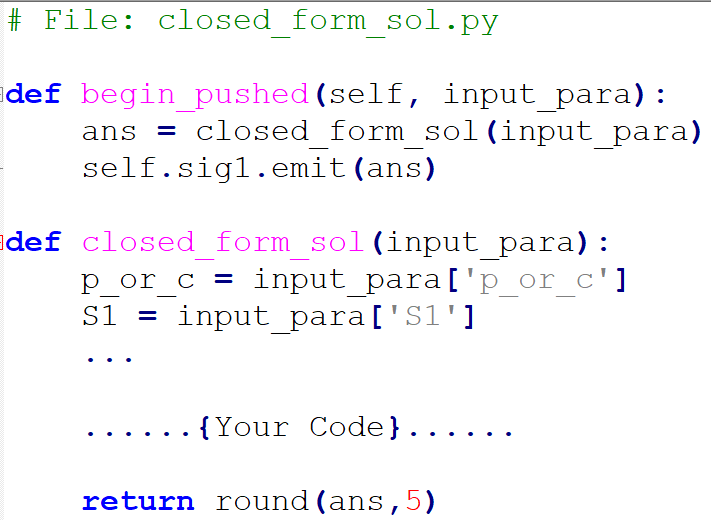 # File: closed_form_sol.py
def begin_pushed(self, input_para):
ans = closed_form_sol(input_para)
self.sig1.emit(ans)
def closed_form_sol(input_para):
p_or_c = input_para['p_or_c']
S1 = input_para['S1']
...
......{Your Code}......
return round(ans,5)